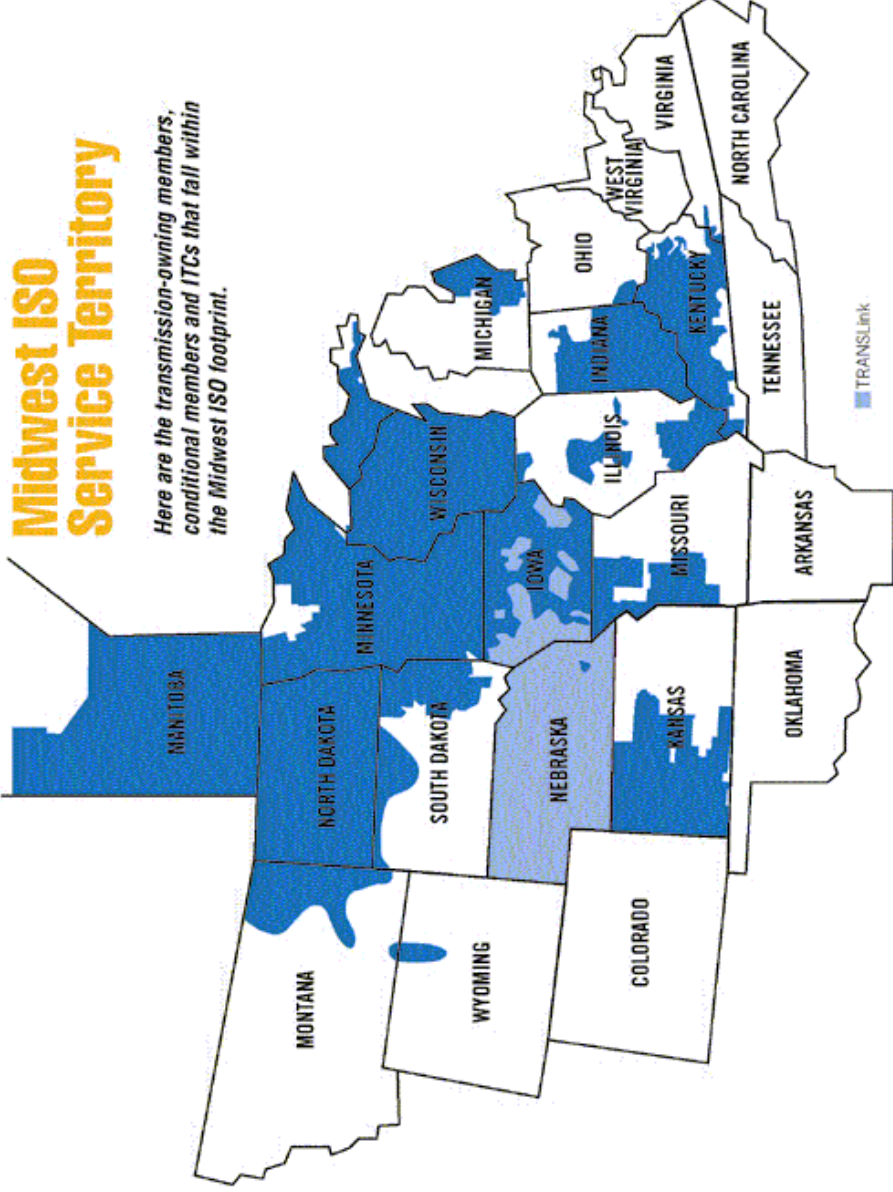 Midwest ISO
Service Territory
Here are the transmission-owning members,
conditional members and ITCs that fall within
the Midwest ISO footprint.
MANITOBA
MONTANA
NORTH DAKOTA
MINNESOTA
SOUTH DAKOTA
WISCONSIN
MICHIGAN
WYOMING
NEBRASKA
IOWA
ILLINOIS
INDIANA
OHIO
WEST
VIRGINIA
VIRGINIA
COLORADO
KANSAS
MISSOURI
KENTUCKY
NORTH CAROLINA
TENNESSEE
OKLAHOMA
ARKANSAS
TRANSLink